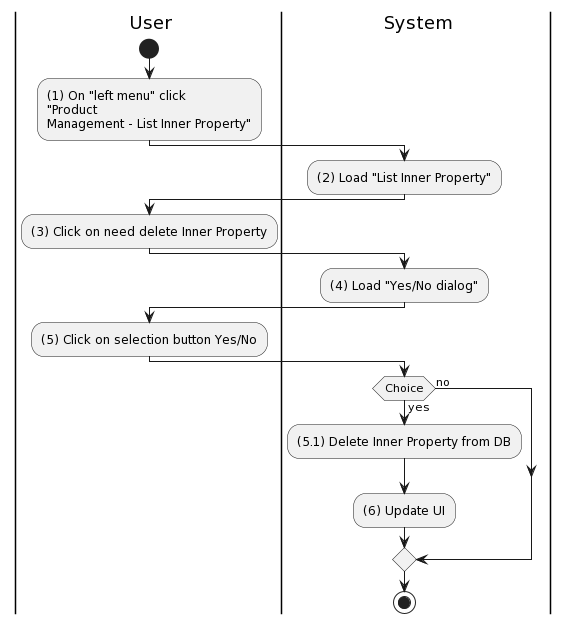 User
System
(1) On "left menu" click
"Product
Management - List Inner Property"
(2) Load "List Inner Property"
(3) Click on need delete Inner Property
(4) Load "Yes/No dialog"
(5) Click on selection button Yes/No
Choice
no
yes
(5.1) Delete Inner Property from DB
(6) Update UI